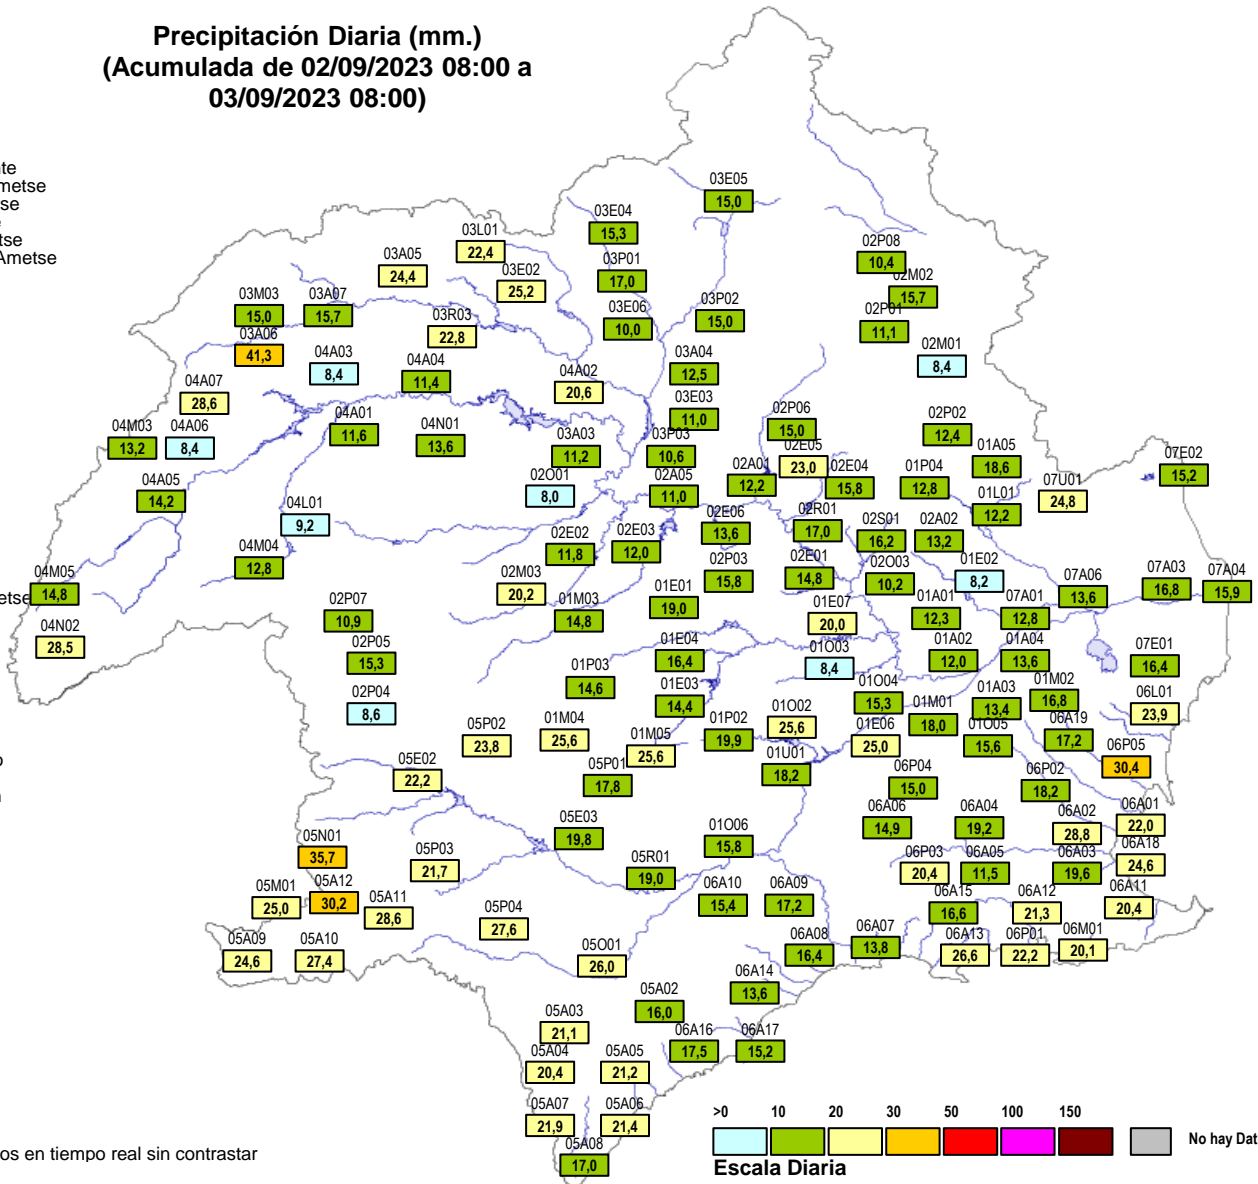 Precipitación Diaria (mm.)
(Acumulada de 02/09/2023 08:00 a
03/09/2023 08:00)
03E05
15,0
03E04
15,3
03L01
22,4
02P08
10,4
03A05
24,4
03P01
17,0
03E02
25,2
02M02
15,7
03M03
15,0
03A07
15,7
03E06
10,0
03P02
15,0
02P01
11,1
03R03
22,8
03A06
41,3
04A03
8,4
04A04
11,4
03A04
12,5
02M01
8,4
04A02
20,6
04A07
28,6
03E03
11,0
04M03
13,2
04A06
8,4
04A01
11,6
04N01
13,6
02P06
15,0
02P02
12,4
03A03
11,2
03P03
10,6
02E05
23,0
01A05
18,6
07E02
15,2
04A05
14,2
02O01
8,0
02A05
11,0
02A01
12,2
02E04
15,8
01P04
12,8
07U01
24,8
04L01
9,2
01L01
12,2
02E02
11,8
02E03
12,0
02E06
13,6
02R01
17,0
02S01
16,2
02A02
13,2
04M04
12,8
02P03
15,8
02E01
14,8
02O03
10,2
01E02
8,2
07A06
13,6
07A03
16,8
07A04
15,9
04M05
14,8
etse
02M03
20,2
01M03
14,8
01E01
19,0
02P07
10,9
01E07
20,0
01A01
12,3
07A01
12,8
04N02
28,5
02P05
15,3
01E04
16,4
01O03
8,4
01A02
12,0
01A04
13,6
07E01
16,4
01P03
14,6
01E03
14,4
01O04
15,3
01A03
13,4
01M02
16,8
06L01
23,9
02P04
8,6
05P02
23,8
01M04
25,6
01M05
25,6
01P02
19,9
01O02
25,6
01M01
18,0
01E06
25,0
01O05
15,6
06A19
17,2
06P05
30,4
05E02
22,2
05P01
17,8
01U01
18,2
06P04
15,0
06P02
18,2
05E03
19,8
06A06
14,9
06A04
19,2
06A02
28,8
06A01
22,0
05N01
35,7
05P03
21,7
01O06
15,8
05R01
19,0
06P03
20,4
06A05
11,5
06A03
19,6
06A18
24,6
05M01
25,0
05A12
30,2
05A11
28,6
06A10
15,4
06A09
17,2
06A15
16,6
06A12
21,3
06A11
20,4
05P04
27,6
05A09
24,6
05A10
27,4
05O01
26,0
06A08
16,4
06A07
13,8
06A13
26,6
06P01
22,2
06M01
20,1
06A14
13,6
05A02
16,0
05A03
21,1
06A16
17,5
06A17
15,2
05A04
20,4
05A05
21,2
05A07
21,9
05A06
21,4
05A08
17,0
>0 10 20 30 50 100 150
No hay Dat
Escala Diaria
os en tiempo real sin contrastar